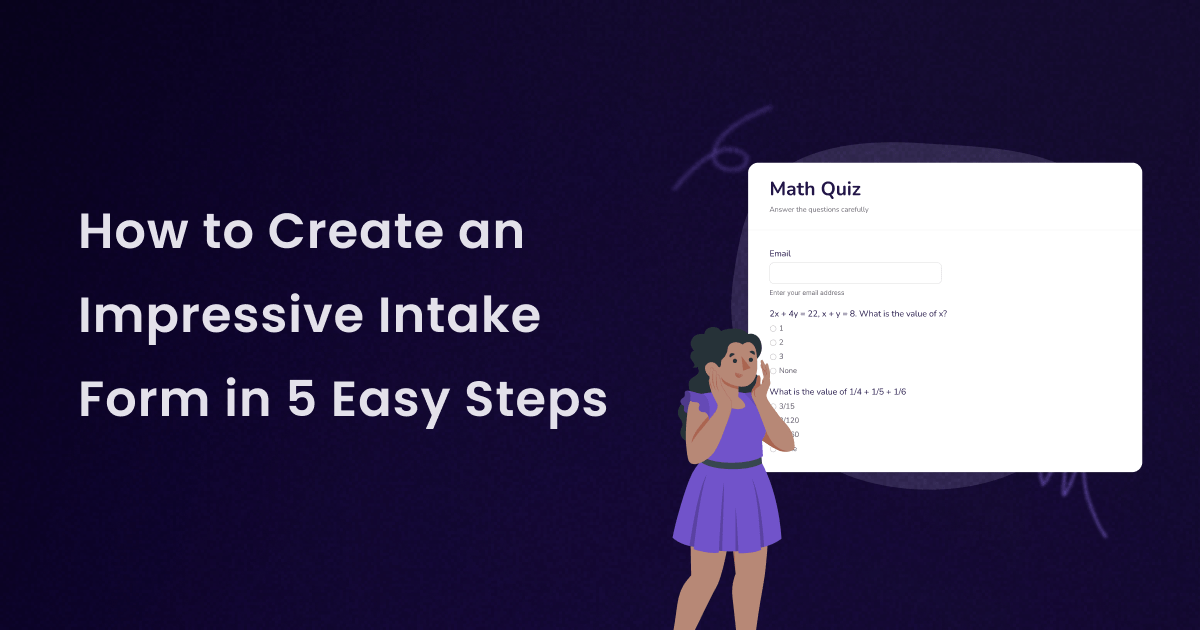 How to Create an
Impressive Intake
Form in 5 Easy Steps
Math Quiz
Answer the questions carefully
Email
Enter your email address
2x + 4y = 22, x + y = 8. What is the value of x?
1
2
3
None
What is the value of 1/4 + 1/5 + 1/6
3/15